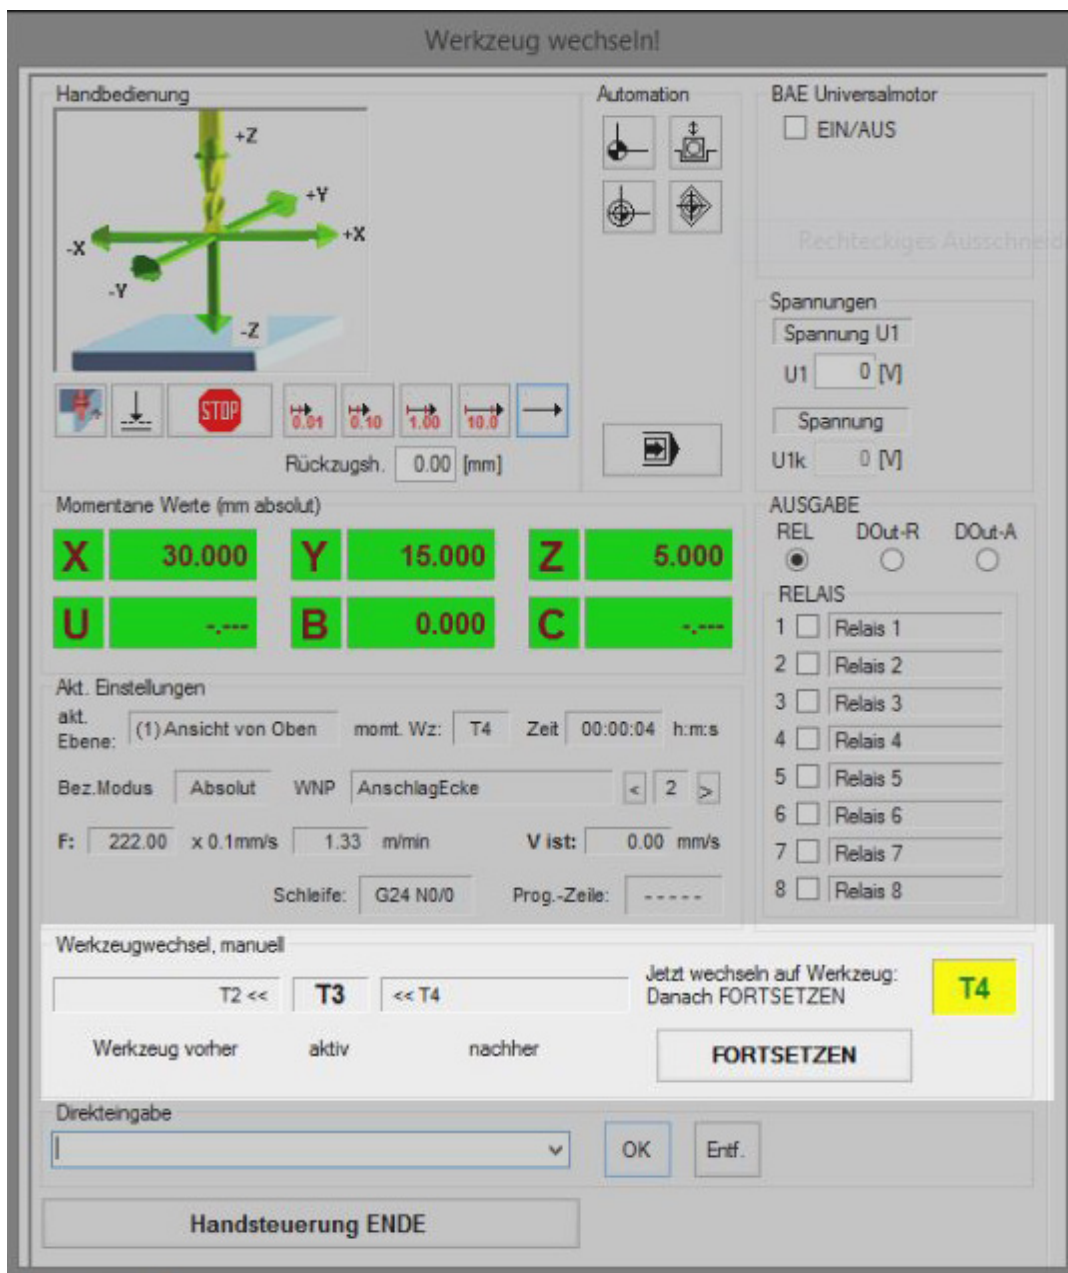 Werkzeug wechseln!
Handbedienung
+Z
+Y
-X
+X
-Y
-Z
STOP
0.01
0.10
1.00
10.0
Rückzugsh. 0.00 [mm]
Automation
BAE Universalmotor
EIN/AUS
Rechteckiges Ausschneid
Spannungen
Spannung U1
U1 0 [V]
Spannung
U1k 0 [V]
Momentane Werte (mm absolut)
X 30.000 Y 15.000 Z 5.000
U -.--- B 0.000 C -.---
AUSGABE
REL DOut-R DOut-A
RELAIS
1 Relais 1
2 Relais 2
3 Relais 3
4 Relais 4
5 Relais 5
6 Relais 6
7 Relais 7
8 Relais 8
Akt. Einstellungen
akt. Ebene: (1) Ansicht von Oben momt. Wz: T4 Zeit 00:00:04 h:m:s
Bez.Modus Absolut WNP AnschlagEcke < 2 >
F: 222.00 x 0.1mm/s 1.33 m/min V ist: 0.00 mm/s
Schleife: G24 N0/0 Prog.-Zeile: -----
Werkzeugwechsel, manuell
T2 << T3 << T4
Werkzeug vorher aktiv nachher
Jetzt wechseln auf Werkzeug:
Danach FORTSETZEN
T4
FORTSETZEN
Direkteingabe
OK Entf.
Handsteuerung ENDE